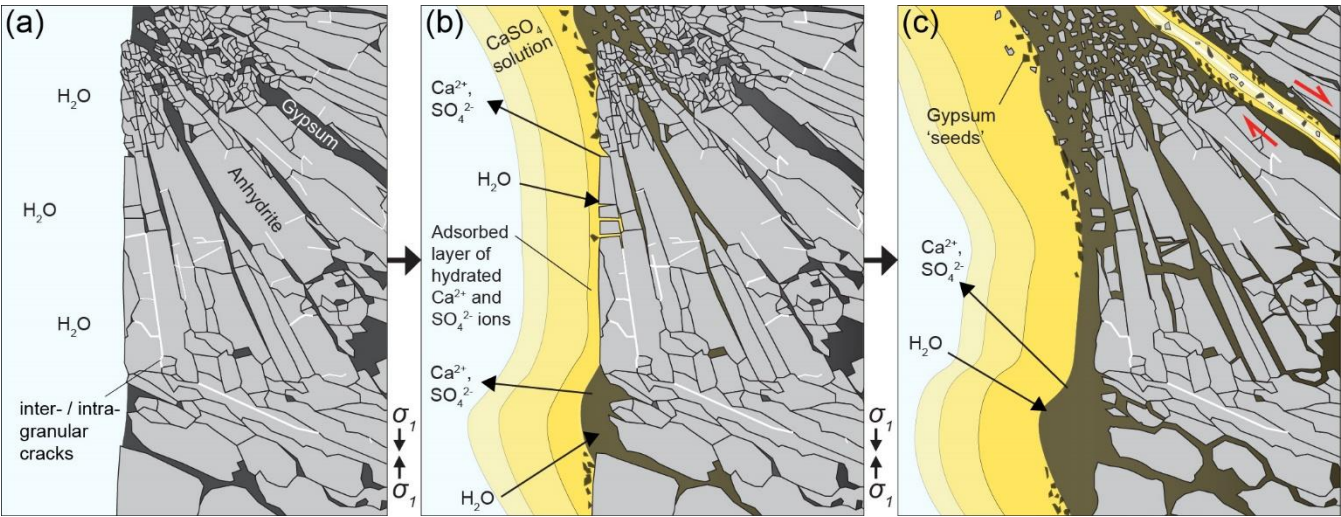 (a)
H₂O
H₂O
H₂O
Gypsum
Anhydrite
inter- / intra-
granular
cracks
σ₁
σ₁
(b)
CaSO₄
solution
Ca²⁺,
SO₄²⁻
H₂O
Adsorbed
layer of
hydrated
Ca²⁺ and
SO₄²⁻ ions
Ca²⁺,
SO₄²⁻
H₂O
σ₁
σ₁
(c)
Gypsum
‘seeds’
Ca²⁺,
SO₄²⁻
H₂O